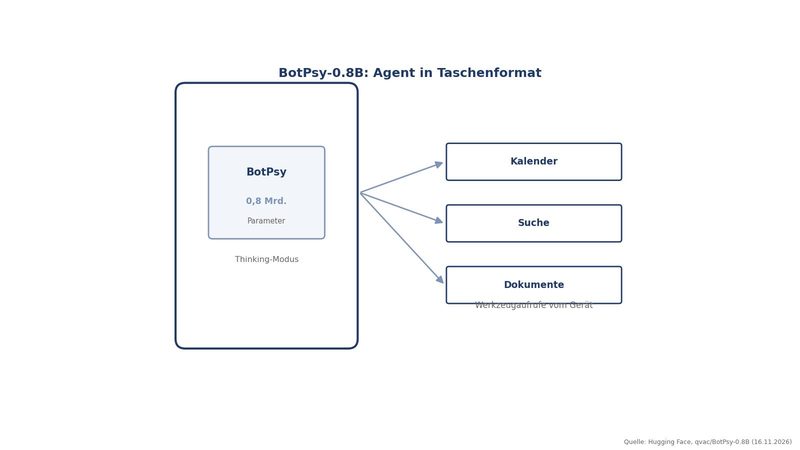 BotPsy-0.8B: Agent in Taschenformat
BotPsy
0,8 Mrd.
Parameter
Thinking-Modus
Kalender
Suche
Dokumente
Werkzeugaufrufe vom Gerät
Quelle: Hugging Face, qvac/BotPsy-0.8B (16.11.2026)